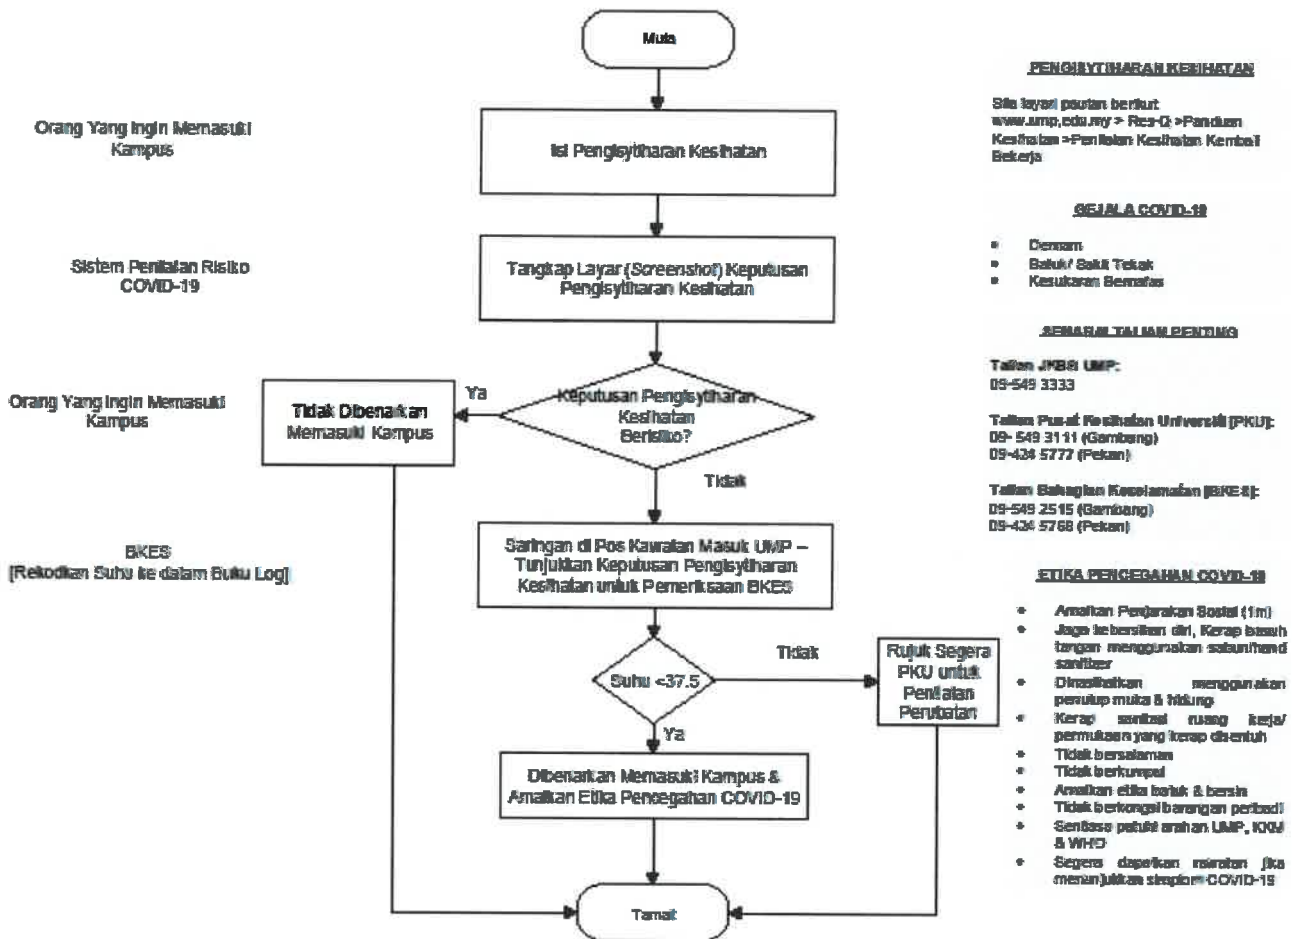 Mula
Orang Yang Ingin Memasuki
Kampus
Isi Pengisytiharan Kesihatan
Sistem Penilaian Risiko
COVID-19
Tangkap Layar (Screenshot) Keputusan
Pengisytiharan Kesihatan
Orang Yang Ingin Memasuki
Kampus
Tidak Dibenarkan
Memasuki Kampus
Ya
Keputusan Pengisytiharan
Kesihatan
Berisiko?
Tidak
BKES
[Rekodkan Suhu ke dalam Buku Log]
Saringan di Pos Kawalan Masuk UMP –
Tunjukkan Keputusan Pengisytiharan
Kesihatan untuk Pemeriksaan BKES
Suhu <37.5
Tidak
Rujuk Segera
PKU untuk
Penilaian
Perubatan
Ya
Dibenarkan Memasuki Kampus &
Amalkan Etika Pencegahan COVID-19
Tamat
PENGISYTIHARAN KESIHATAN
Sila layari pautan berikut
www.ump.edu.my > Res-Q >Panduan
Kesihatan >Penilaian Kesihatan Kembali
Bekerja
GEJALA COVID-19
• Demam
• Batuk/ Sakit Tekak
• Kesukaran Bernafas
SENARAI TALIAN PENTING
Talian JKBS UMP:
09-549 3333
Talian Pusat Kesihatan Universiti [PKU]:
09- 549 3111 (Gambang)
09-424 5777 (Pekan)
Talian Bahagian Keselamatan [BKES]:
09-549 2515 (Gambang)
09-424 5768 (Pekan)
ETIKA PENCEGAHAN COVID-19
• Amalkan Penjarakan Sosial (1m)
• Jaga kebersihan diri, Kerap basuh
tangan menggunakan sabun/hand
sanitizer
• Dinasihatkan menggunakan
penutup muka & hidung
• Kerap sanitasi ruang kerja/
permukaan yang kerap disentuh
• Tidak bersalaman
• Tidak berkumpul
• Amalkan etika batuk & bersin
• Tidak berkongsi barangan peribadi
• Sentiasa patuhi arahan UMP, KKM
& WHO
• Segera dapatkan rawatan jika
menunjukkan simptom COVID-19